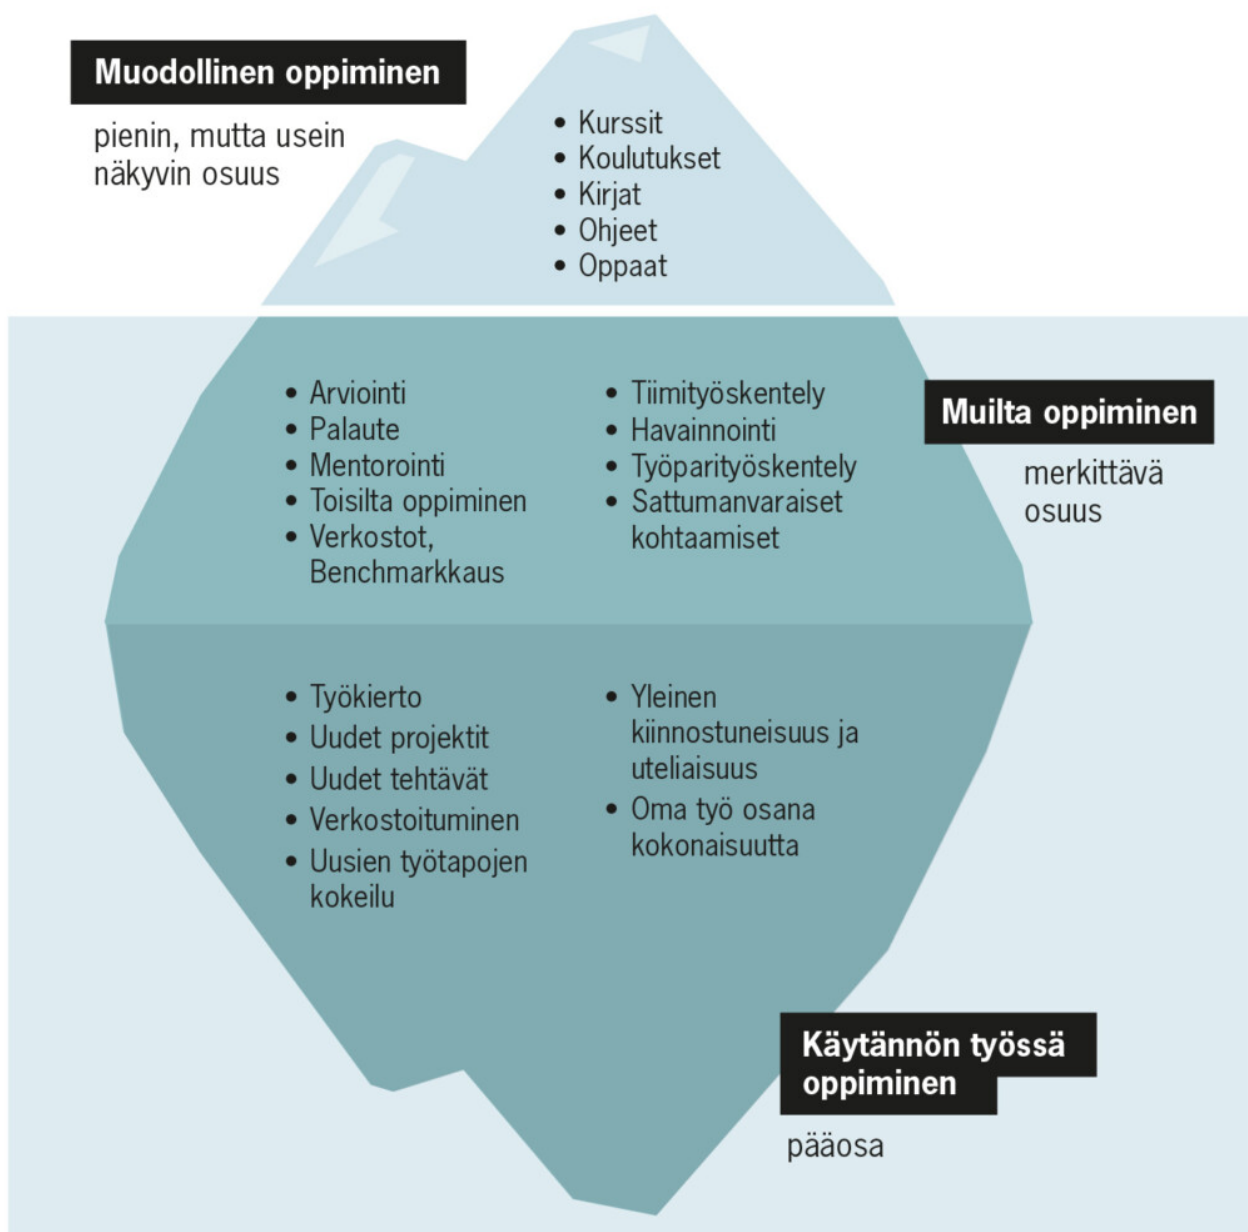 Muodollinen oppiminen
pienin, mutta usein
näkyvin osuus
• Kurssit
• Koulutukset
• Kirjat
• Ohjeet
• Oppaat
• Arviointi
• Palaute
• Mentorointi
• Toisilta oppiminen
• Verkostot,
Benchmarkkaus
• Tiimityöskentely
• Havainnointi
• Työparityöskentely
• Sattumanvaraiset
kohtaamiset
Muilta oppiminen
merkittävä
osuus
• Työkierto
• Uudet projektit
• Uudet tehtävät
• Verkostoituminen
• Uusien työtapojen
kokeilu
• Yleinen
kiinnostuneisuus ja
uteliaisuus
• Oma työ osana
kokonaisuutta
Käytännön työssä
oppiminen
pääosa